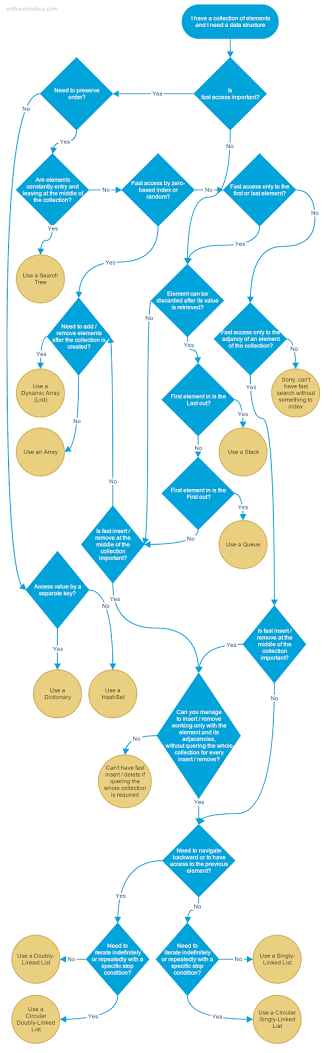 arthurminduca.com
I have a collection of elements
and I need a data structure
Need to preserve
order?
Yes
Is
fast access important?
No
Yes
No
Are elements
constantly entry and
leaving at the middle of
the collection?
No
Fast access by zero-
based index or
random?
No
Fast access only to the
first or last element?
No
Yes
Yes
Yes
Use a Search
Tree
Element can be
discarded after its value
is retrieved?
No
Yes
Need to add /
remove elements
after the collection is
created?
Fast access only to the
adjancy of an element
of the collection?
Yes
No
Yes
No
Use a
Dynamic Array
(List)
Sorry, can't
have fast
search without
something to
index
First element in is the
Last out?
Yes
No
Use an Array
Use a Stack
No
First element in is the
First out?
Yes
Use a Queue
Is fast insert /
remove at the
middle of the
collection
important?
No
Yes
Access value by a
separate key?
Yes
No
Use a
Dictionary
Use a
HashSet
Is fast insert /
remove at the
middle of the
collection
important?
Yes
No
Can you manage
to insert / remove
working only with the
element and its
adjacencies,
without quering the whole
collection for every
insert / remove?
No
Yes
Can't have fast
insert / delete if
quering the
whole collection
is required
Need to navigate
backward or to have
access to the previous
element?
Yes
No
Need to
iterate indefinitely
or repeatedly with a
specific stop
condition?
Need to
iterate indefinitely
or repeatedly with a
specific stop
condition?
Use a Doubly-
Linked List
No
No
Use a Singly-
Linked List
Use a
Circular
Doubly-Linked
List
Yes
Yes
Use a Circular
Singly-Linked
List